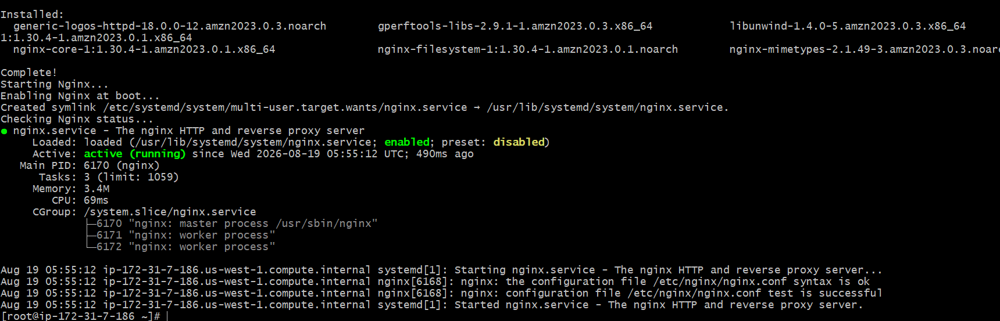 Installed:
  generic-logos-httpd-18.0.0-12.amzn2023.0.3.noarch        gperftools-libs-2.9.1-1.amzn2023.0.3.x86_64            libunwind-1.4.0-5.amzn2023.0.3.x86_64
1:1.30.4-1.amzn2023.0.1.x86_64
  nginx-core-1:1.30.4-1.amzn2023.0.1.x86_64                nginx-filesystem-1:1.30.4-1.amzn2023.0.1.noarch        nginx-mimetypes-2.1.49-3.amzn2023.0.3.noarc

Complete!
Starting Nginx...
Enabling Nginx at boot...
Created symlink /etc/systemd/system/multi-user.target.wants/nginx.service → /usr/lib/systemd/system/nginx.service.
Checking Nginx status...
● nginx.service - The nginx HTTP and reverse proxy server
     Loaded: loaded (/usr/lib/systemd/system/nginx.service; enabled; preset: disabled)
     Active: active (running) since Wed 2026-08-19 05:55:12 UTC; 490ms ago
   Main PID: 6170 (nginx)
      Tasks: 3 (limit: 1059)
     Memory: 3.4M
        CPU: 69ms
     CGroup: /system.slice/nginx.service
             ├─6170 "nginx: master process /usr/sbin/nginx"
             ├─6171 "nginx: worker process"
             └─6172 "nginx: worker process"

Aug 19 05:55:12 ip-172-31-7-186.us-west-1.compute.internal systemd[1]: Starting nginx.service - The nginx HTTP and reverse proxy server...
Aug 19 05:55:12 ip-172-31-7-186.us-west-1.compute.internal nginx[6168]: nginx: the configuration file /etc/nginx/nginx.conf syntax is ok
Aug 19 05:55:12 ip-172-31-7-186.us-west-1.compute.internal nginx[6168]: nginx: configuration file /etc/nginx/nginx.conf test is successful
Aug 19 05:55:12 ip-172-31-7-186.us-west-1.compute.internal systemd[1]: Started nginx.service - The nginx HTTP and reverse proxy server.
[root@ip-172-31-7-186 ~]#